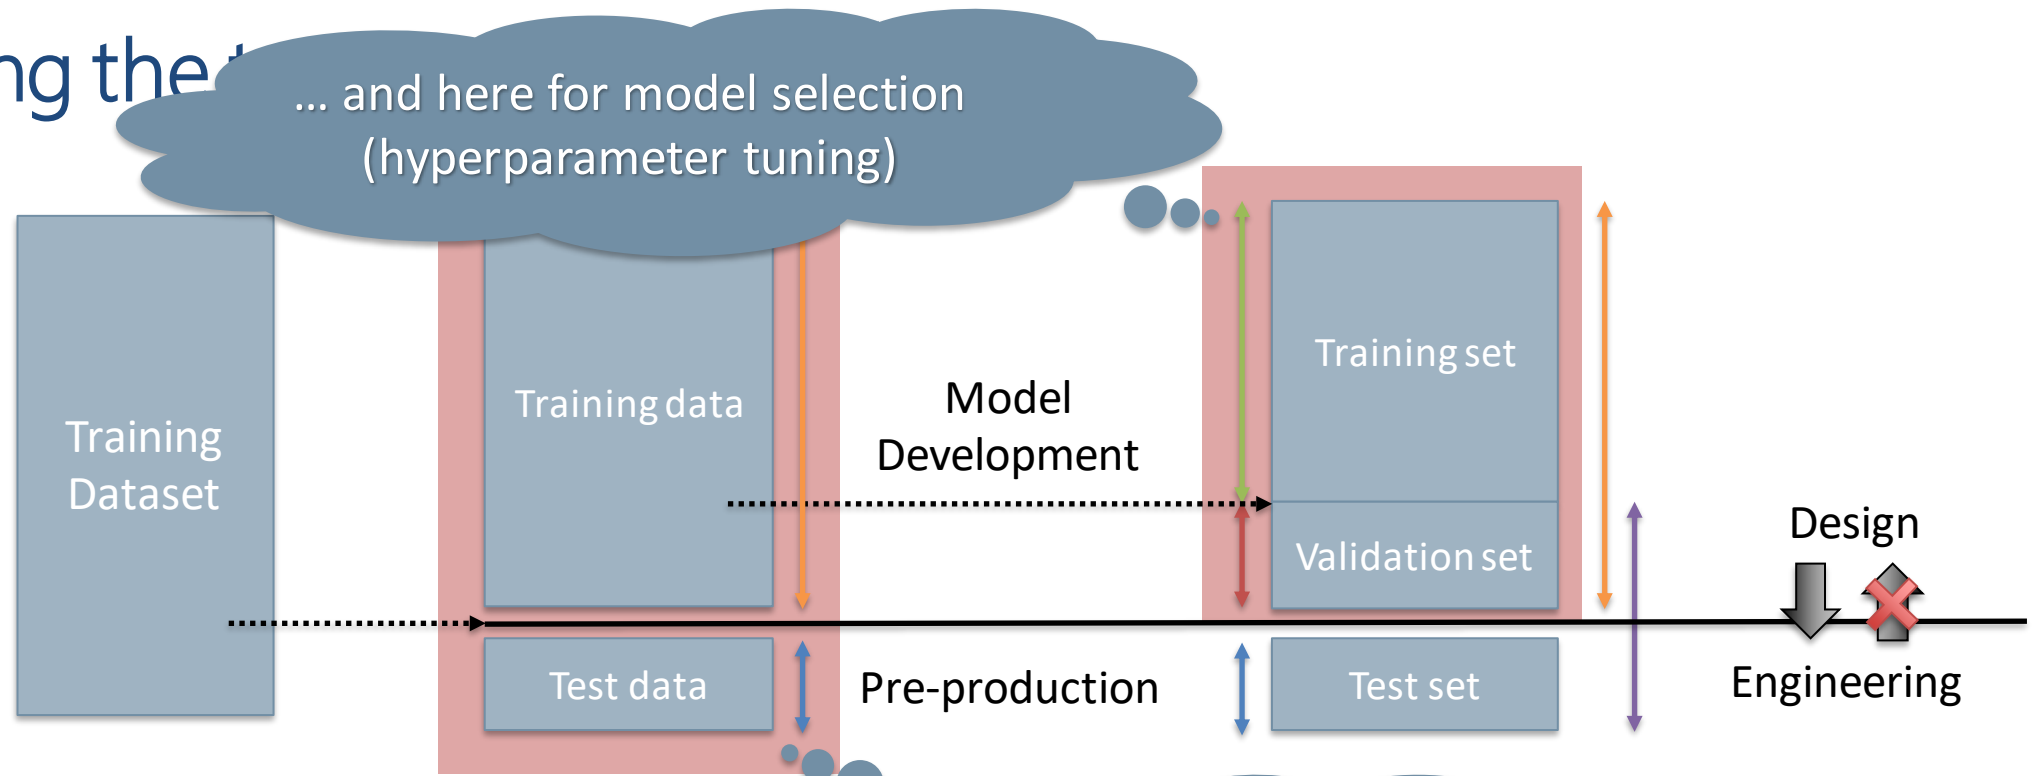 ng the
... and here for model selection
(hyperparameter tuning)
Training
Dataset
Training data
Test data
Model
Development
Pre-production
Training set
Validation set
Test set
Design
Engineering